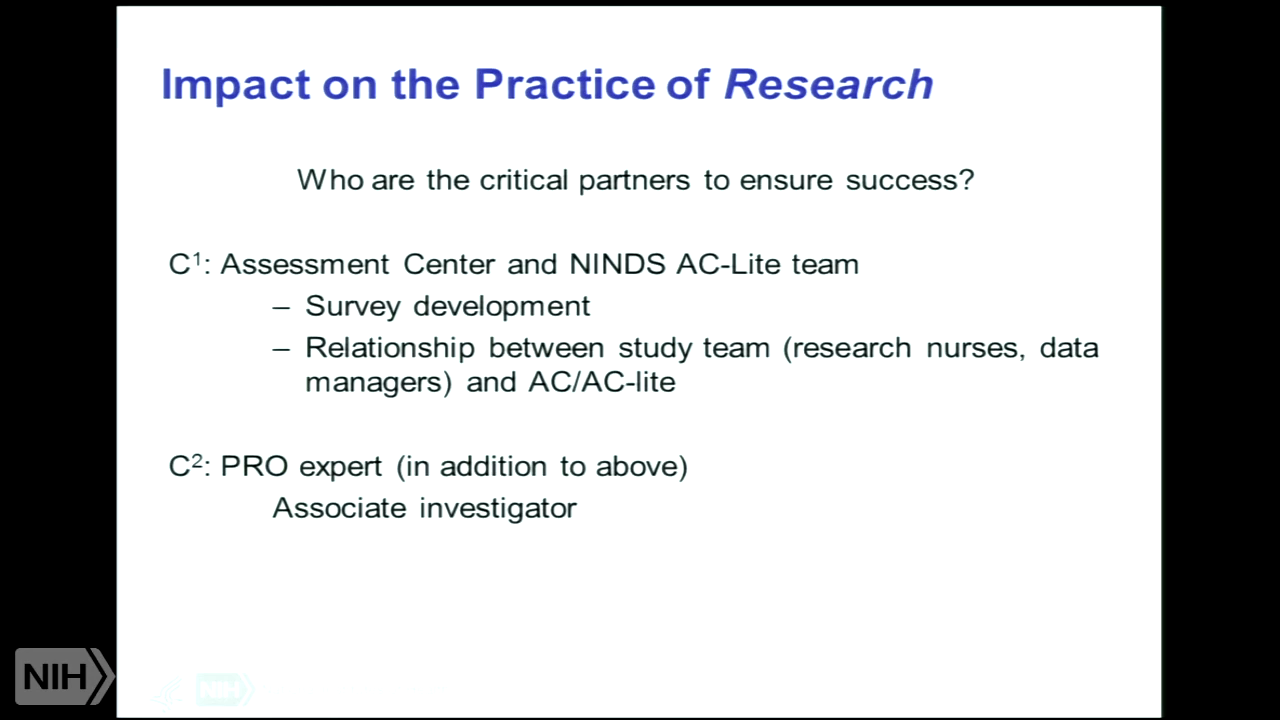 Impact on the Practice of Research
Who are the critical partners to ensure success?
C¹: Assessment Center and NINDS AC-Lite team
– Survey development
– Relationship between study team (research nurses, data
managers) and AC/AC-lite
C²: PRO expert (in addition to above)
Associate investigator
NIH
NIH